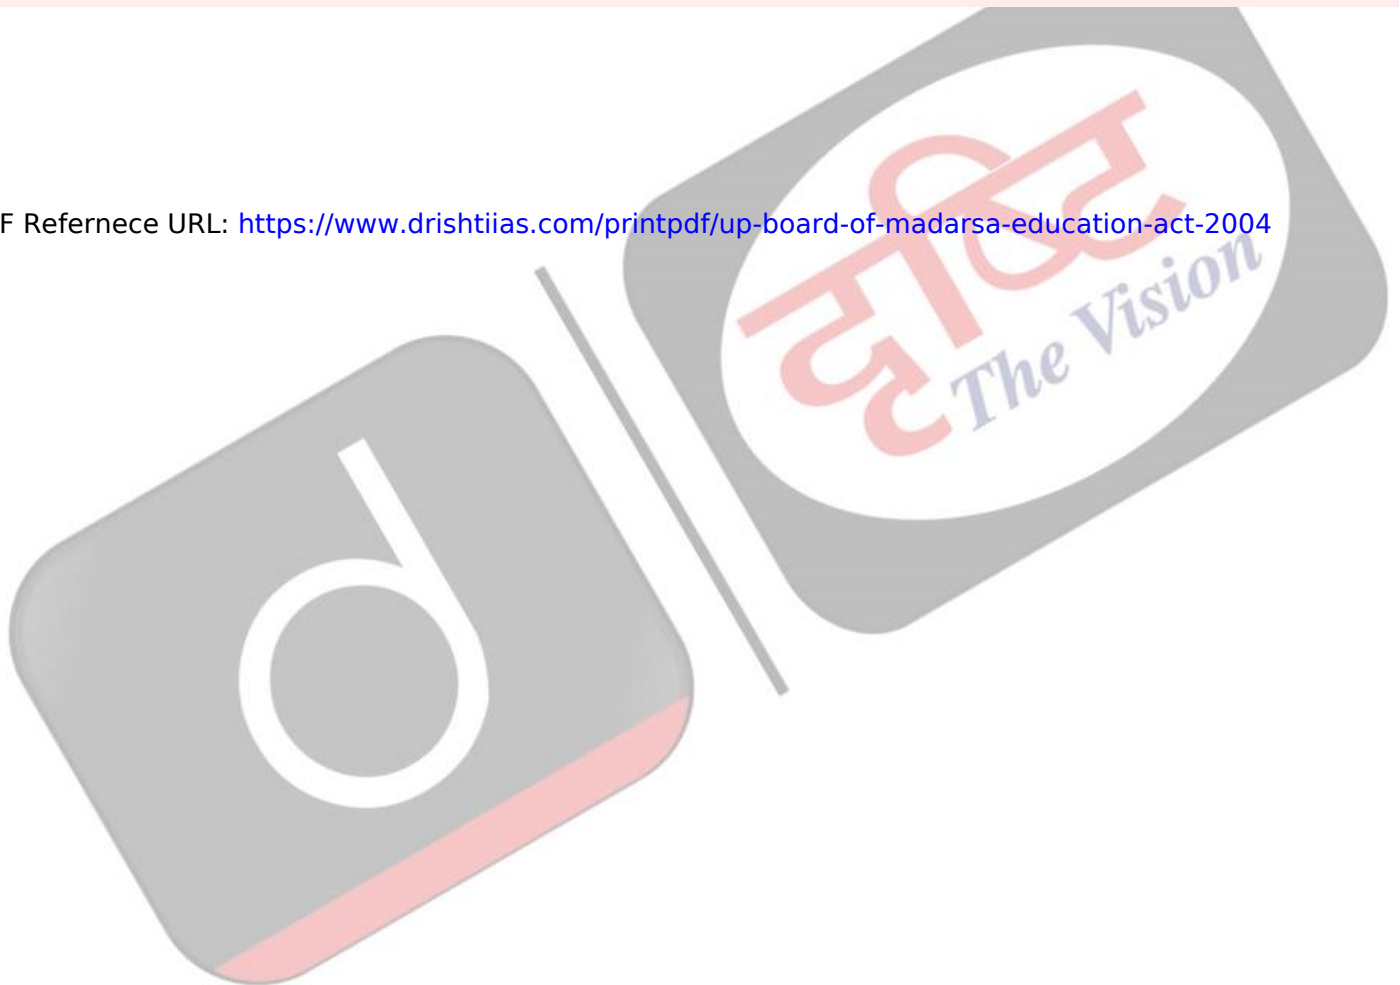 F Refernece URL: https://www.drishtiias.com/printpdf/up-board-of-madarsa-education-act-2004
दृष्टि
The Vision
d